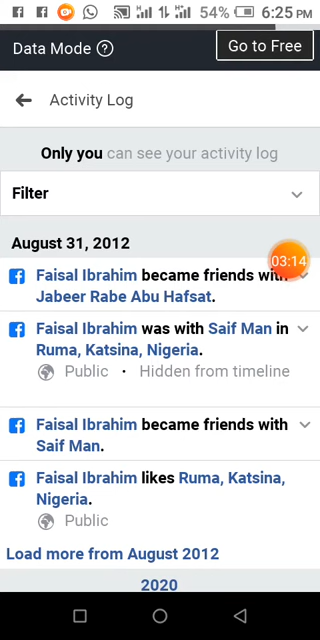 54% 6:25 PM
Data Mode ? Go to Free
Activity Log
Only you can see your activity log
Filter
August 31, 2012
03:14
Faisal Ibrahim became friends with
Jabeer Rabe Abu Hafsat.
Faisal Ibrahim was with Saif Man in
Ruma, Katsina, Nigeria.
Public · Hidden from timeline
Faisal Ibrahim became friends with
Saif Man.
Faisal Ibrahim likes Ruma, Katsina,
Nigeria.
Public
Load more from August 2012
2020